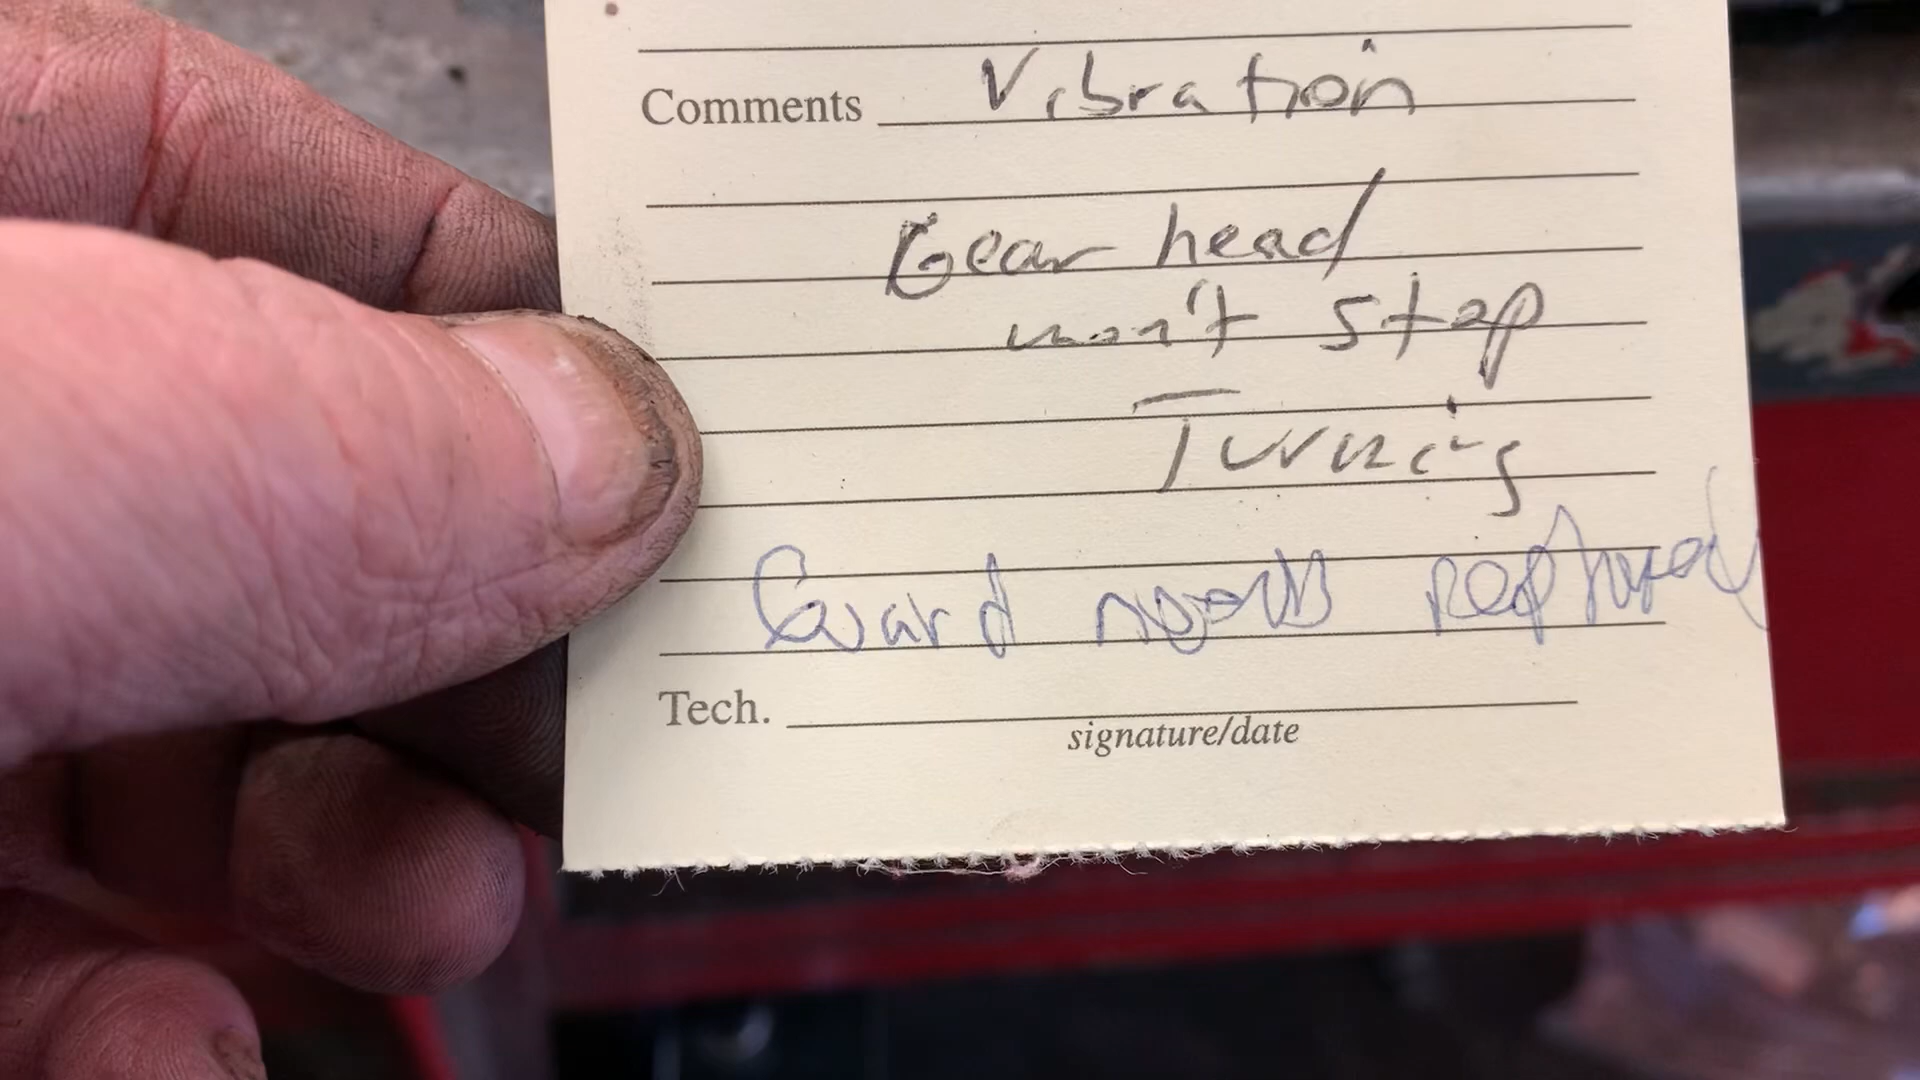 Comments Vibration
Gear head
won't stop
Turning
Guard needs replaced
Tech.
signature/date